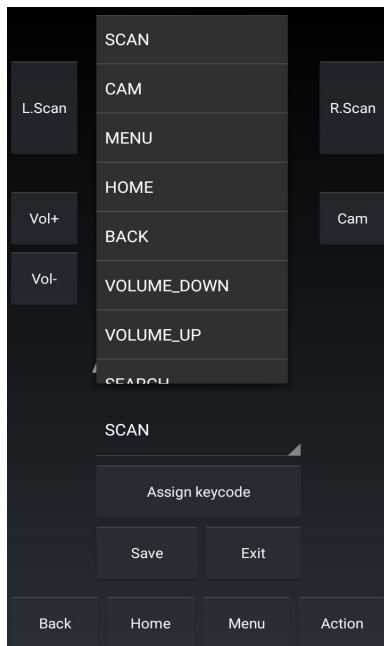 SCAN
CAM
MENU
HOME
BACK
VOLUME_DOWN
VOLUME_UP
SEARCH
L.Scan
R.Scan
Vol+
Cam
Vol-
SCAN
Assign keycode
Save
Exit
Back
Home
Menu
Action